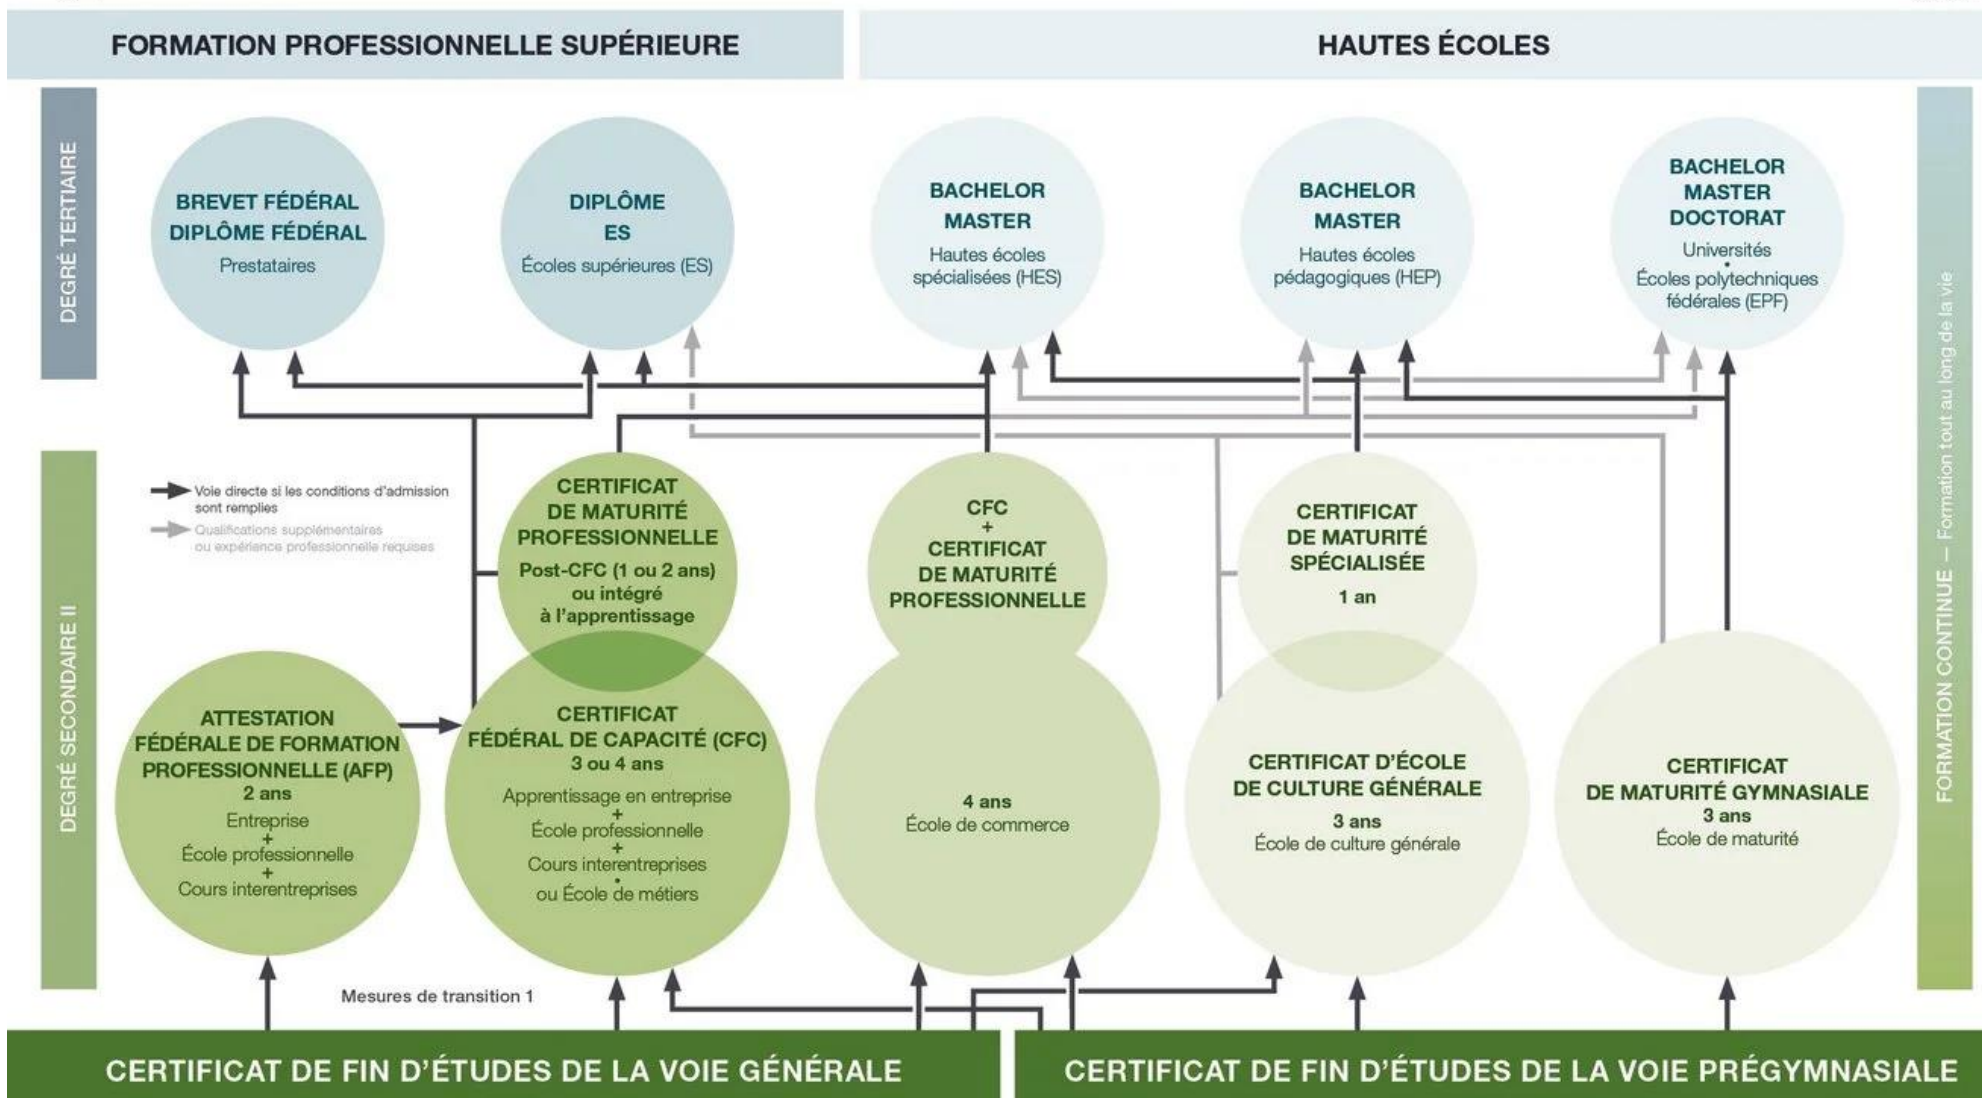 FORMATION PROFESSIONNELLE SUPÉRIEURE
HAUTES ÉCOLES
DEGRÉ TERTIAIRE
BREVET FÉDÉRAL
DIPLÔME FÉDÉRAL
Prestataires
DIPLÔME
ES
Écoles supérieures (ES)
BACHELOR
MASTER
Hautes écoles
spécialisées (HES)
BACHELOR
MASTER
Hautes écoles
pédagogiques (HEP)
BACHELOR
MASTER
DOCTORAT
Universités
•
Écoles polytechniques
fédérales (EPF)
FORMATION CONTINUE — Formation tout au long de la vie
DEGRÉ SECONDAIRE II
Voie directe si les conditions d'admission
sont remplies
Qualifications supplémentaires
ou expérience professionnelle requises
CERTIFICAT
DE MATURITÉ
PROFESSIONNELLE
Post-CFC (1 ou 2 ans)
ou intégré
à l'apprentissage
CFC
+
CERTIFICAT
DE MATURITÉ
PROFESSIONNELLE
CERTIFICAT
DE MATURITÉ
SPÉCIALISÉE
1 an
ATTESTATION
FÉDÉRALE DE FORMATION
PROFESSIONNELLE (AFP)
2 ans
Entreprise
+
École professionnelle
+
Cours interentreprises
CERTIFICAT
FÉDÉRAL DE CAPACITÉ (CFC)
3 ou 4 ans
Apprentissage en entreprise
+
École professionnelle
+
Cours interentreprises
•
ou École de métiers
4 ans
École de commerce
CERTIFICAT D'ÉCOLE
DE CULTURE GÉNÉRALE
3 ans
École de culture générale
CERTIFICAT
DE MATURITÉ GYMNASIALE
3 ans
École de maturité
Mesures de transition 1
CERTIFICAT DE FIN D'ÉTUDES DE LA VOIE GÉNÉRALE
CERTIFICAT DE FIN D'ÉTUDES DE LA VOIE PRÉGYMNASIALE